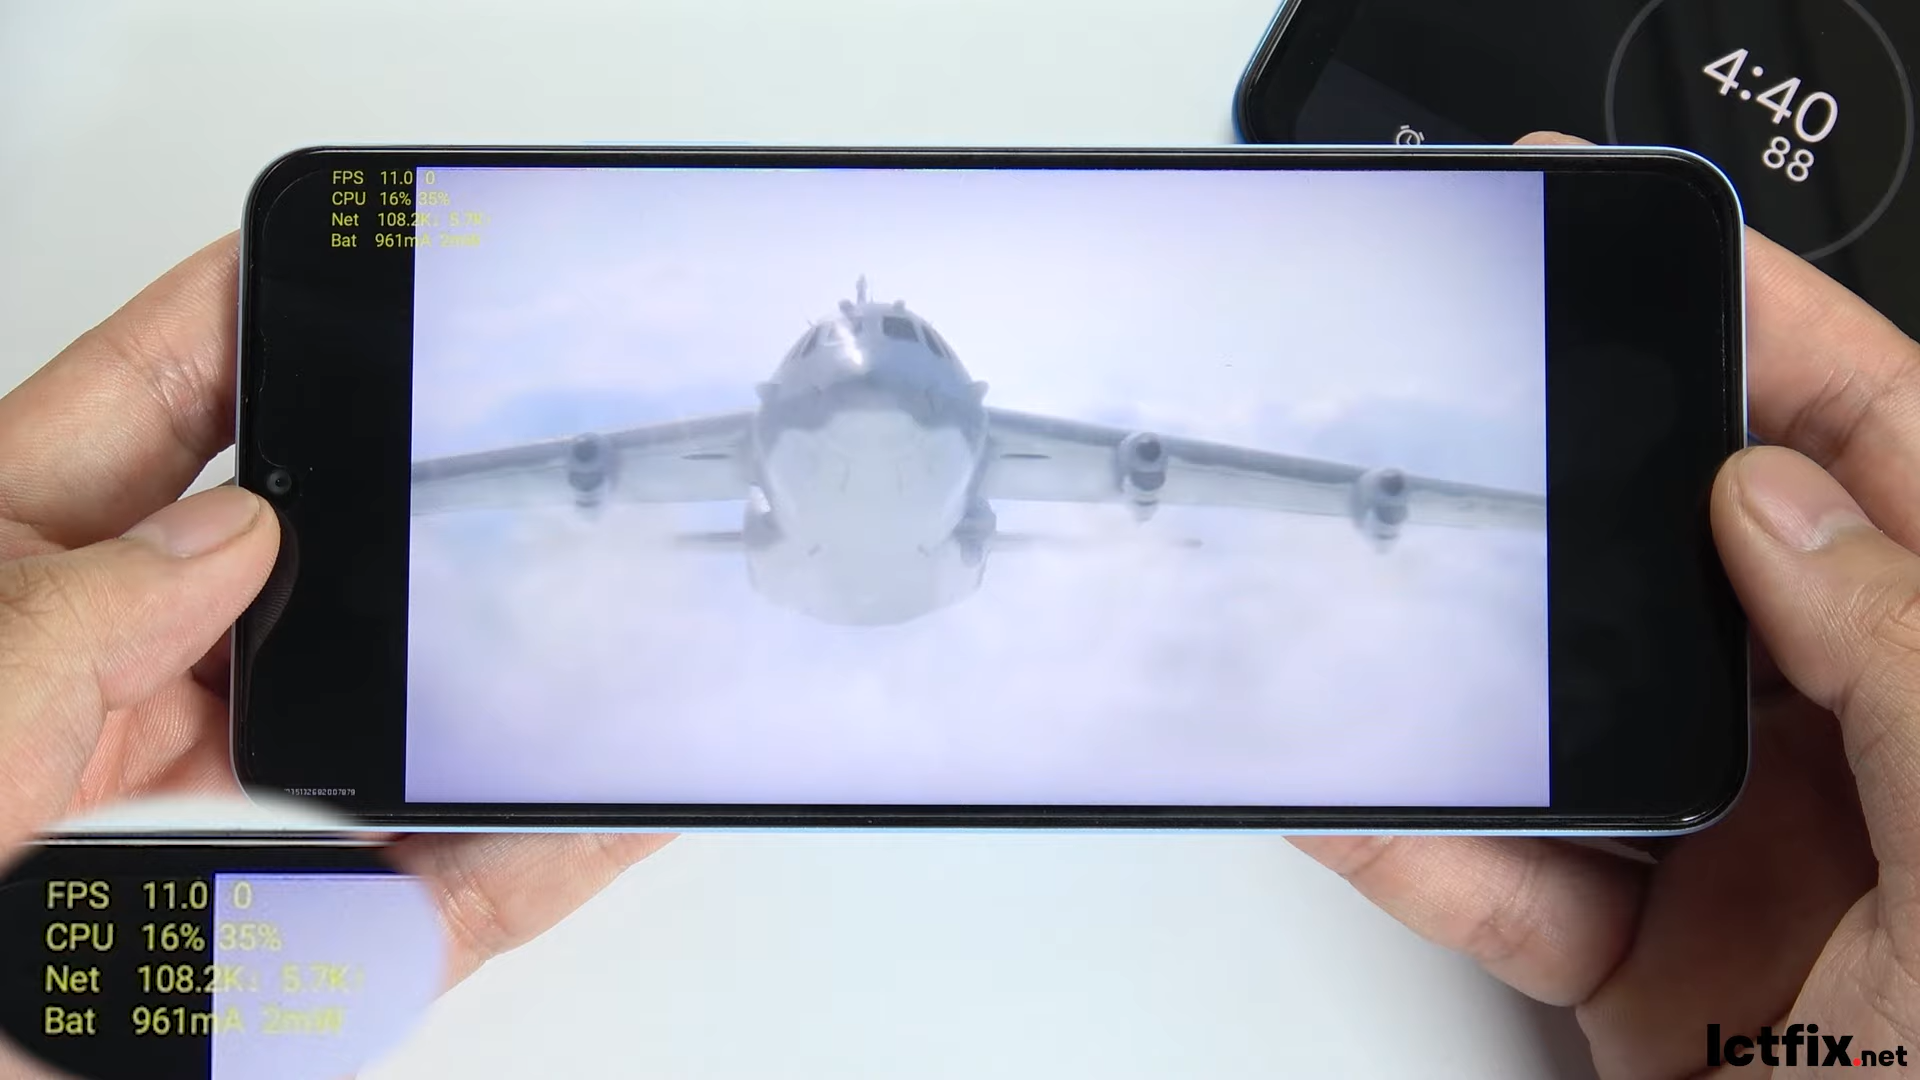 4:40
88
FPS 11.0 0
CPU 16% 35%
Net 108.2K↓ 5.7K↑
Bat 961mA 2mW
FPS 11.0 0
CPU 16% 35%
Net 108.2K↓ 5.7K↑
Bat 961mA 2mW
Ictfix.net